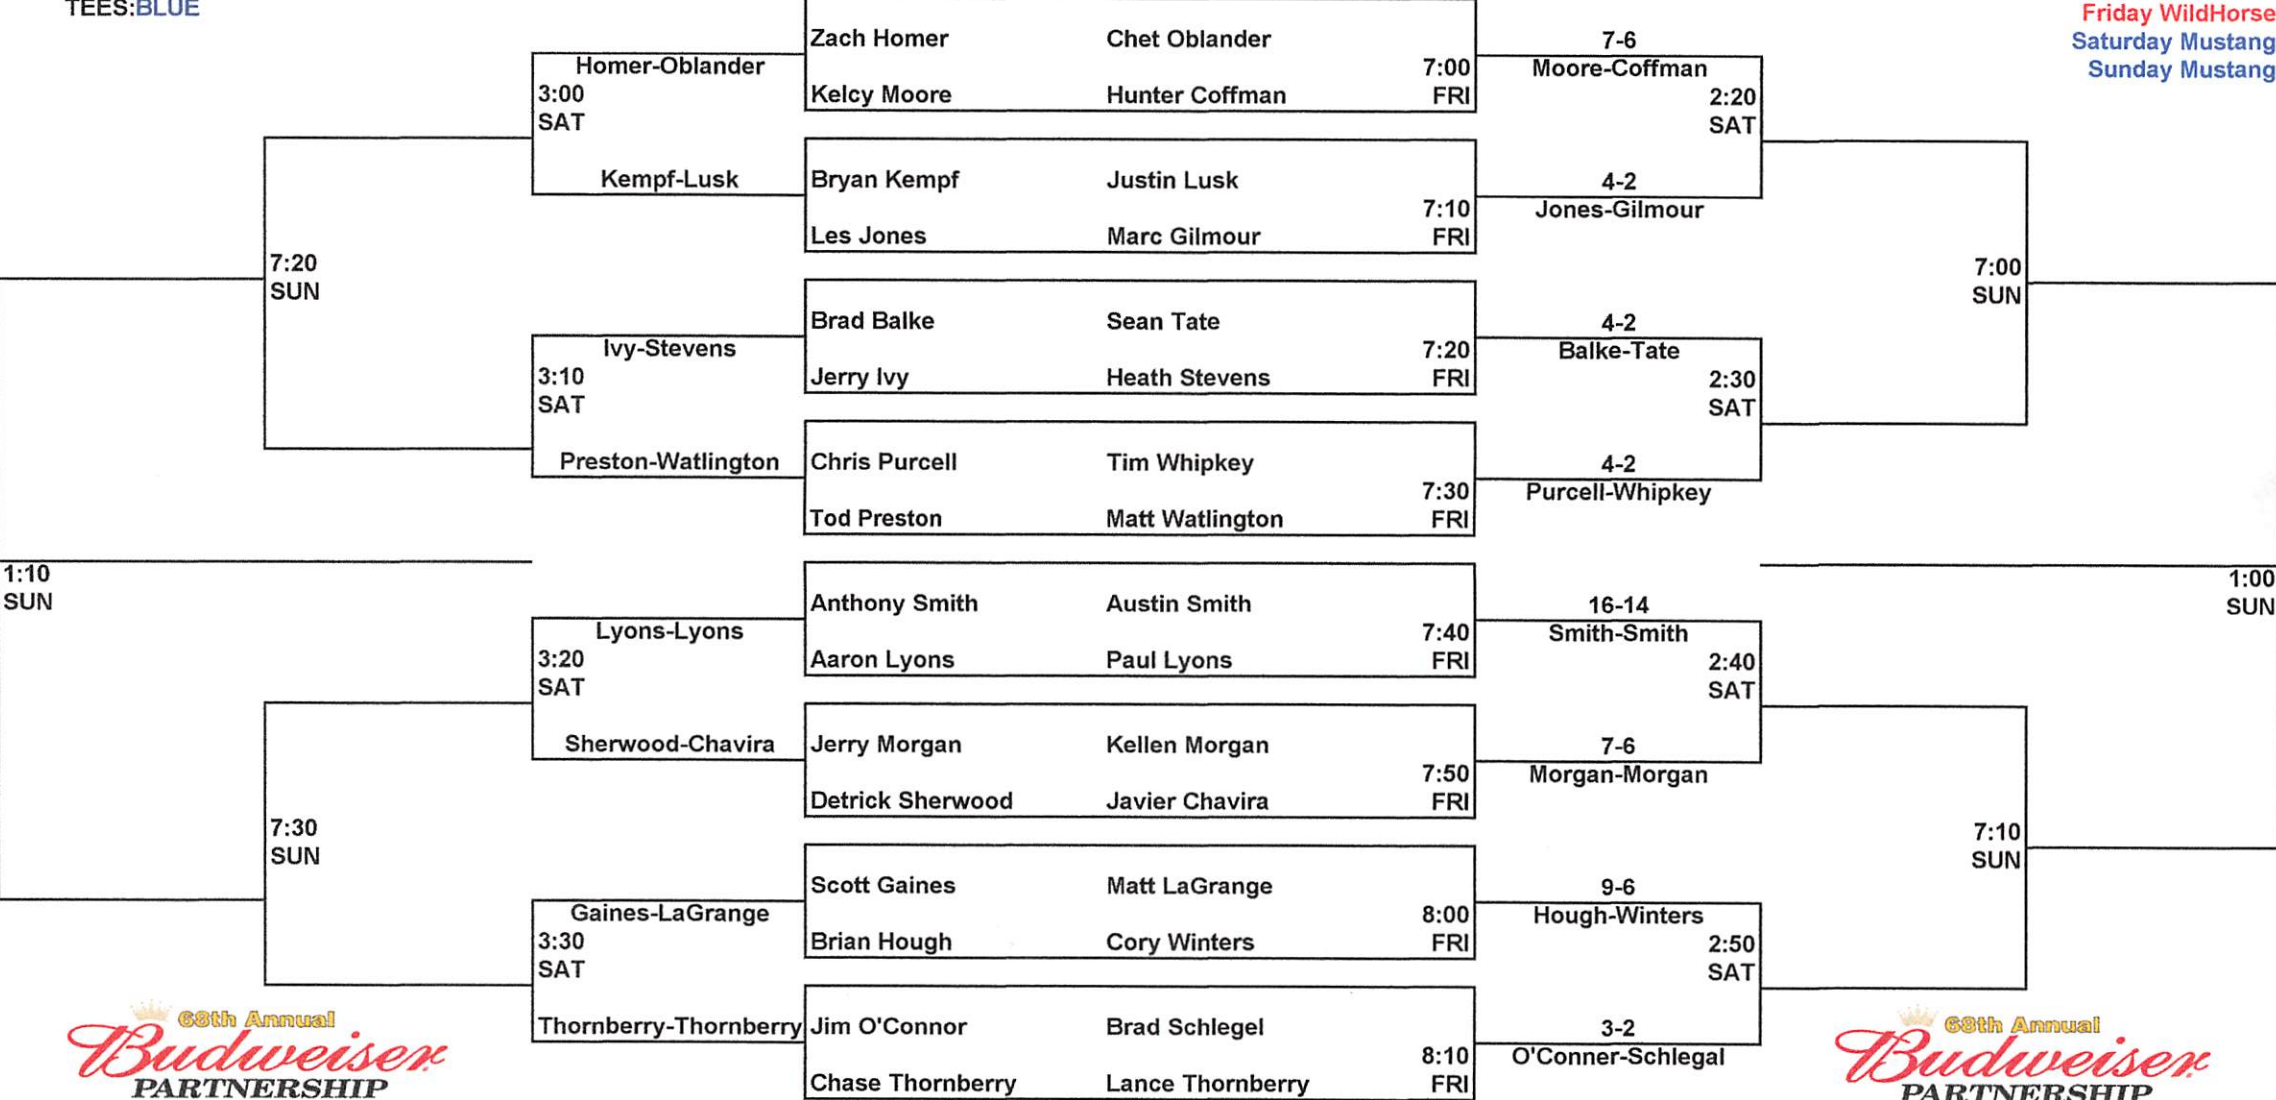 TEES:BLUE
Friday WildHorse
Saturday Mustang
Sunday Mustang
Zach Homer Chet Oblander
7:00
Kelcy Moore Hunter Coffman FRI
Homer-Oblander
3:00
SAT
7-6
Moore-Coffman
2:20
SAT
Kempf-Lusk
Bryan Kempf Justin Lusk
7:10
Les Jones Marc Gilmour FRI
4-2
Jones-Gilmour
7:20
SUN
7:00
SUN
Ivy-Stevens
3:10
SAT
Brad Balke Sean Tate
7:20
Jerry Ivy Heath Stevens FRI
4-2
Balke-Tate
2:30
SAT
Preston-Watlington
Chris Purcell Tim Whipkey
7:30
Tod Preston Matt Watlington FRI
4-2
Purcell-Whipkey
1:10
SUN
1:00
SUN
Lyons-Lyons
3:20
SAT
Anthony Smith Austin Smith
7:40
Aaron Lyons Paul Lyons FRI
16-14
Smith-Smith
2:40
SAT
Sherwood-Chavira
Jerry Morgan Kellen Morgan
7:50
Detrick Sherwood Javier Chavira FRI
7-6
Morgan-Morgan
7:30
SUN
7:10
SUN
Gaines-LaGrange
3:30
SAT
Scott Gaines Matt LaGrange
8:00
Brian Hough Cory Winters FRI
9-6
Hough-Winters
2:50
SAT
Thornberry-Thornberry
Jim O'Connor Brad Schlegel
8:10
Chase Thornberry Lance Thornberry FRI
3-2
O'Conner-Schlegal
68th Annual
Budweiser
PARTNERSHIP
68th Annual
Budweiser
PARTNERSHIP